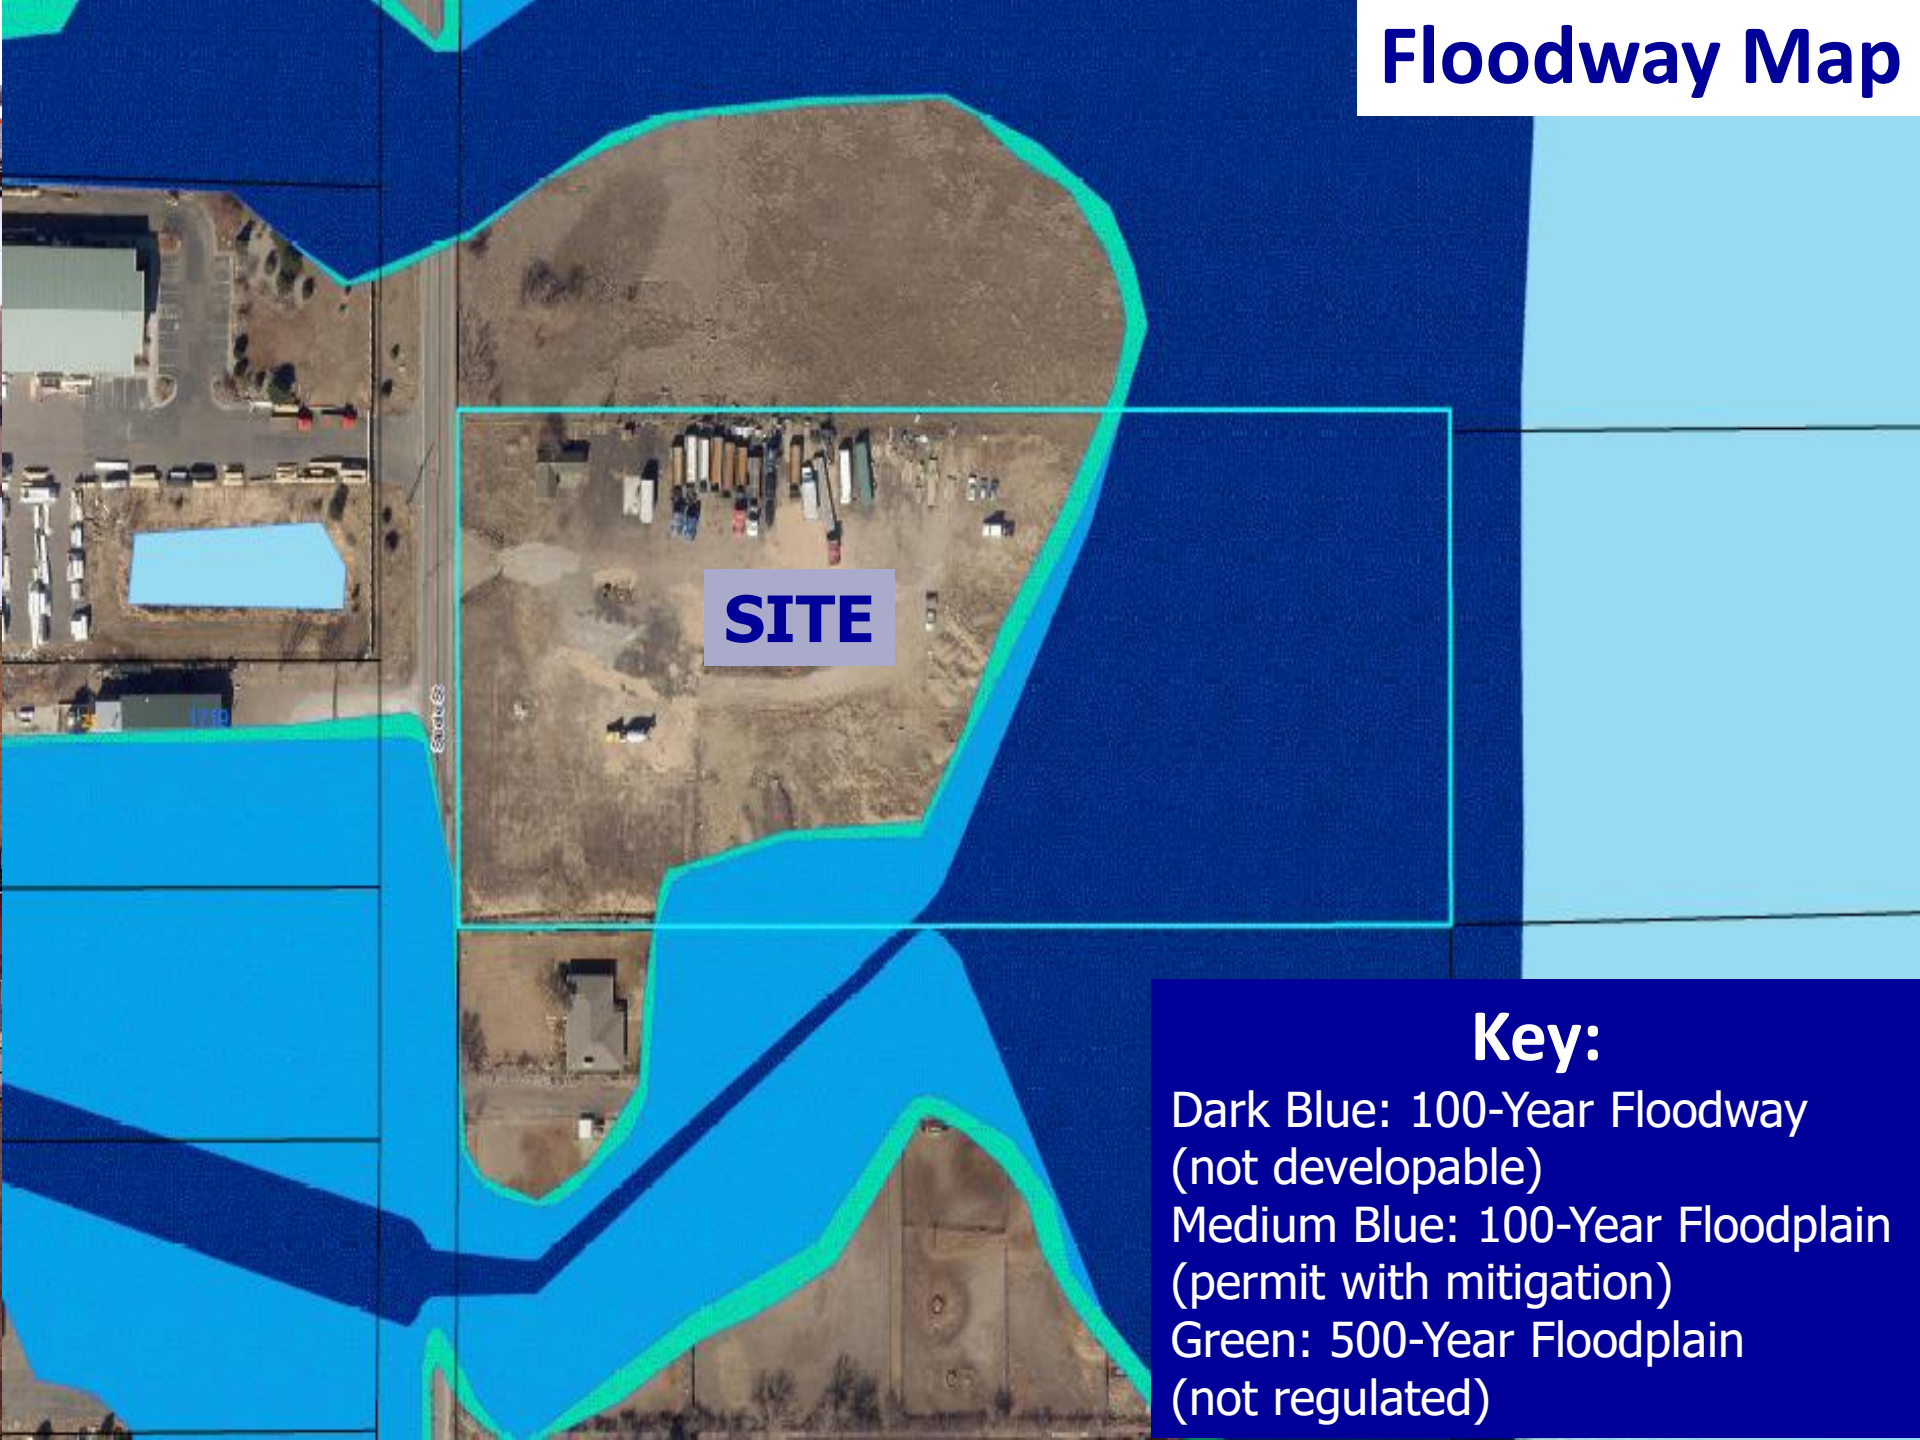 Floodway Map
SITE
Key:
Dark Blue: 100-Year Floodway
(not developable)
Medium Blue: 100-Year Floodplain
(permit with mitigation)
Green: 500-Year Floodplain
(not regulated)